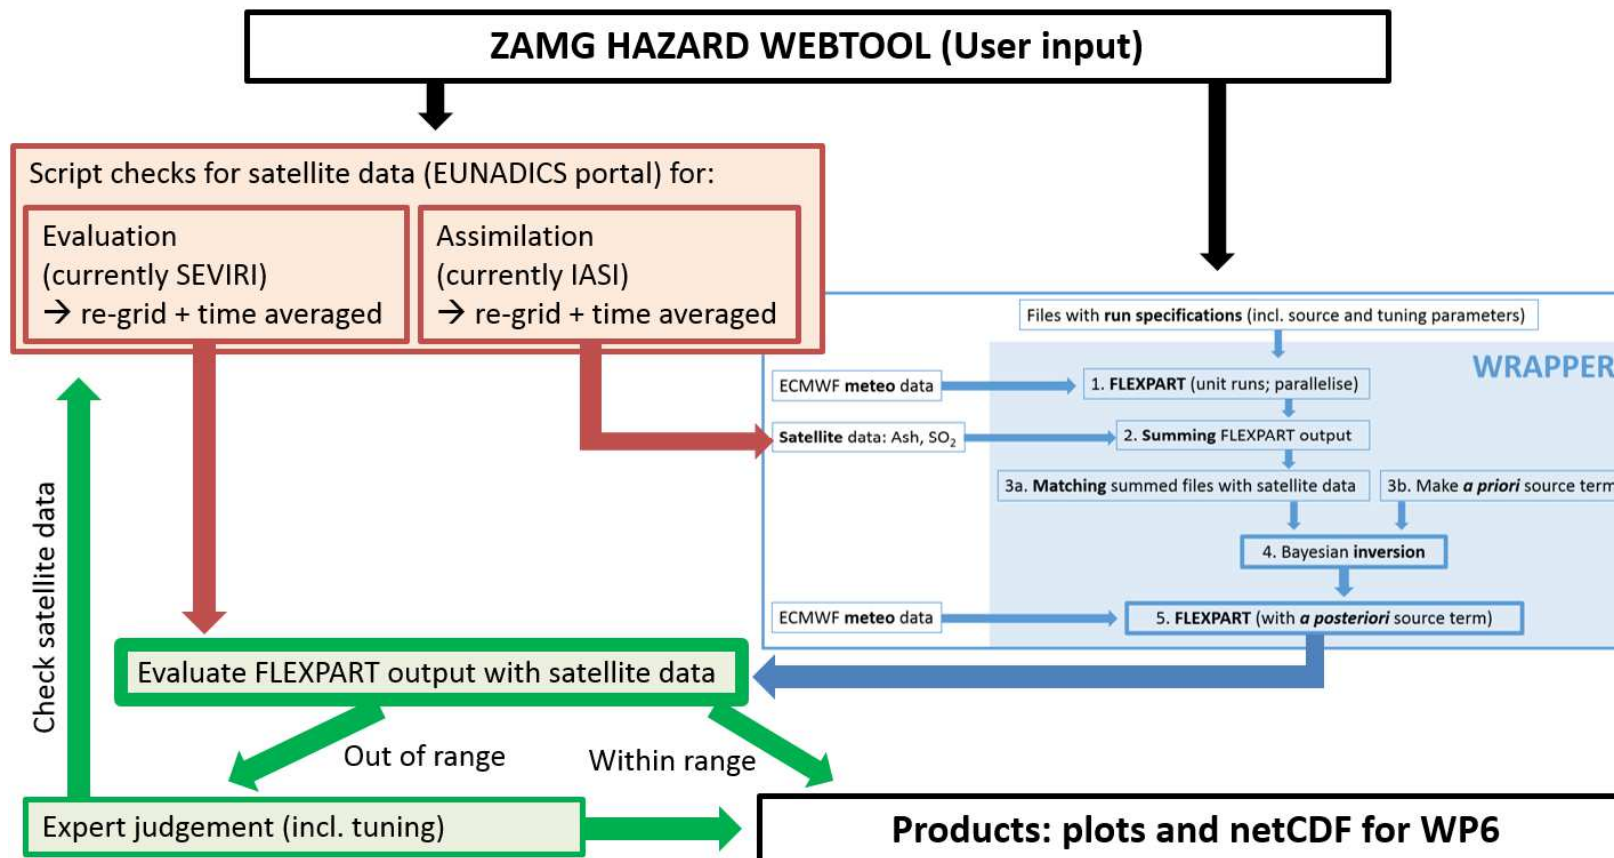 ZAMG HAZARD WEBTOOL (User input)
Script checks for satellite data (EUNADICS portal) for:
Evaluation
(currently SEVIRI)
→ re-grid + time averaged
Assimilation
(currently IASI)
→ re-grid + time averaged
Files with run specifications (incl. source and tuning parameters)
WRAPPER
ECMWF meteo data
1. FLEXPART (unit runs; parallelise)
Satellite data: Ash, SO₂
2. Summing FLEXPART output
3a. Matching summed files with satellite data
3b. Make a priori source term
4. Bayesian inversion
ECMWF meteo data
5. FLEXPART (with a posteriori source term)
Check satellite data
Evaluate FLEXPART output with satellite data
Out of range
Within range
Expert judgement (incl. tuning)
Products: plots and netCDF for WP6